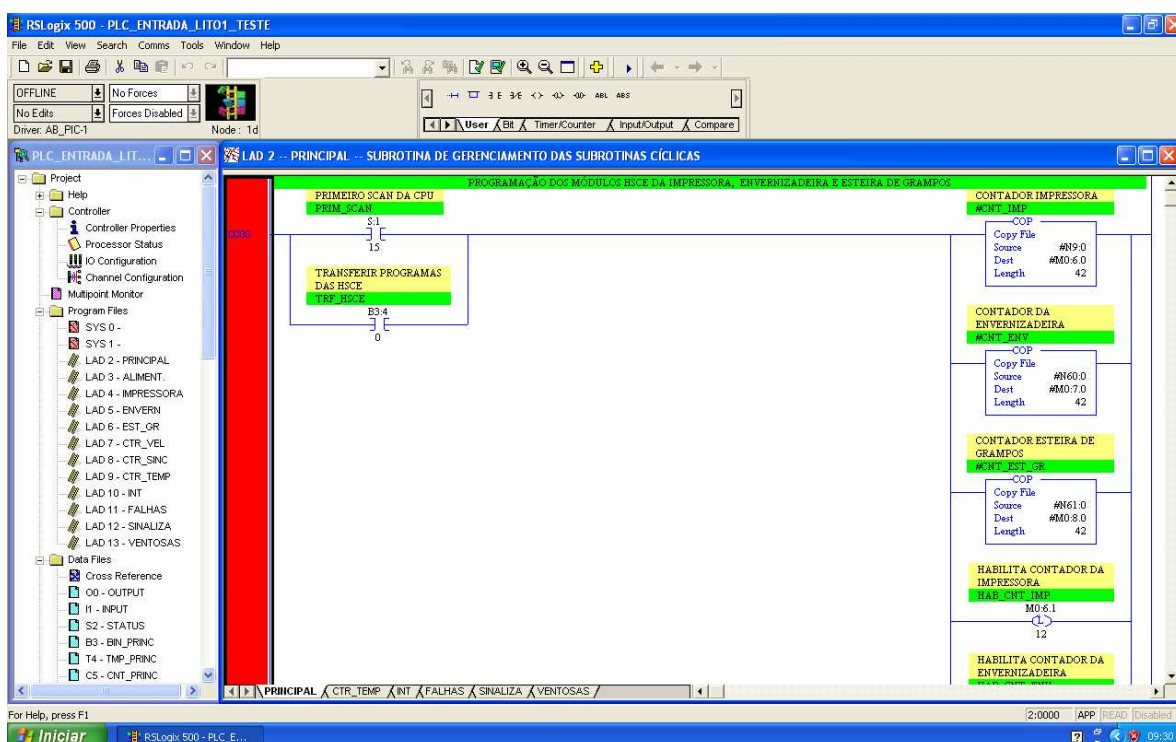 RSLogix 500 - PLC_ENTRADA_LITO1_TESTE
File Edit View Search Comms Tools Window Help
OFFLINE No Forces
No Edits Forces Disabled
Driver: AB_PIC-1 Node: 1d
ABL ABS
User Bit Timer/Counter Input/Output Compare
PLC_ENTRADA_LIT...
Project
Help
Controller
Controller Properties
Processor Status
IO Configuration
Channel Configuration
Multipoint Monitor
Program Files
SYS 0 -
SYS 1 -
LAD 2 - PRINCIPAL
LAD 3 - ALIMENT.
LAD 4 - IMPRESSORA
LAD 5 - ENVERN
LAD 6 - EST_GR
LAD 7 - CTR_VEL
LAD 8 - CTR_SINC
LAD 9 - CTR_TEMP
LAD 10 - INT
LAD 11 - FALHAS
LAD 12 - SINALIZA
LAD 13 - VENTOSAS
Data Files
Cross Reference
O0 - OUTPUT
I1 - INPUT
S2 - STATUS
B3 - BIN_PRINC
T4 - TMP_PRINC
C5 - CNT_PRINC
LAD 2 -- PRINCIPAL -- SUBROTINA DE GERENCIAMENTO DAS SUBROTINAS CÍCLICAS
PROGRAMAÇÃO DOS MÓDULOS HSCE DA IMPRESSORA, ENVERNIZADEIRA E ESTEIRA DE GRAMPOS
0000
PRIMEIRO SCAN DA CPU
PRIM_SCAN
S:1
15
TRANSFERIR PROGRAMAS
DAS HSCE
TRF_HSCE
B3:4
0
CONTADOR IMPRESSORA
#CNT_IMP
COP
Copy File
Source #N9:0
Dest #M0:6.0
Length 42
CONTADOR DA
ENVERNIZADEIRA
#CNT_ENV
COP
Copy File
Source #N60:0
Dest #M0:7.0
Length 42
CONTADOR ESTEIRA DE
GRAMPOS
#CNT_EST_GR
COP
Copy File
Source #N61:0
Dest #M0:8.0
Length 42
HABILITA CONTADOR DA
IMPRESSORA
HAB_CNT_IMP
M0:6.1
L
12
HABILITA CONTADOR DA
ENVERNIZADEIRA
HAB_CNT_ENV
PRINCIPAL CTR_TEMP INT FALHAS SINALIZA VENTOSAS
For Help, press F1
2:0000 APP READ Disabled
Iniciar RSLogix 500 - PLC_E... 09:30